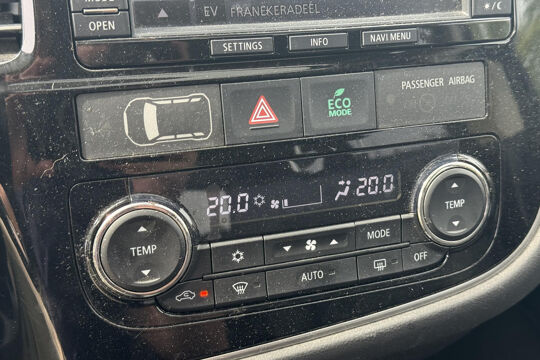 EV FRANEKERADEEL
OPEN
SETTINGS INFO NAVI MENU
ECO MODE
PASSENGER AIRBAG
20.0 20.0
TEMP
TEMP
MODE
AUTO OFF